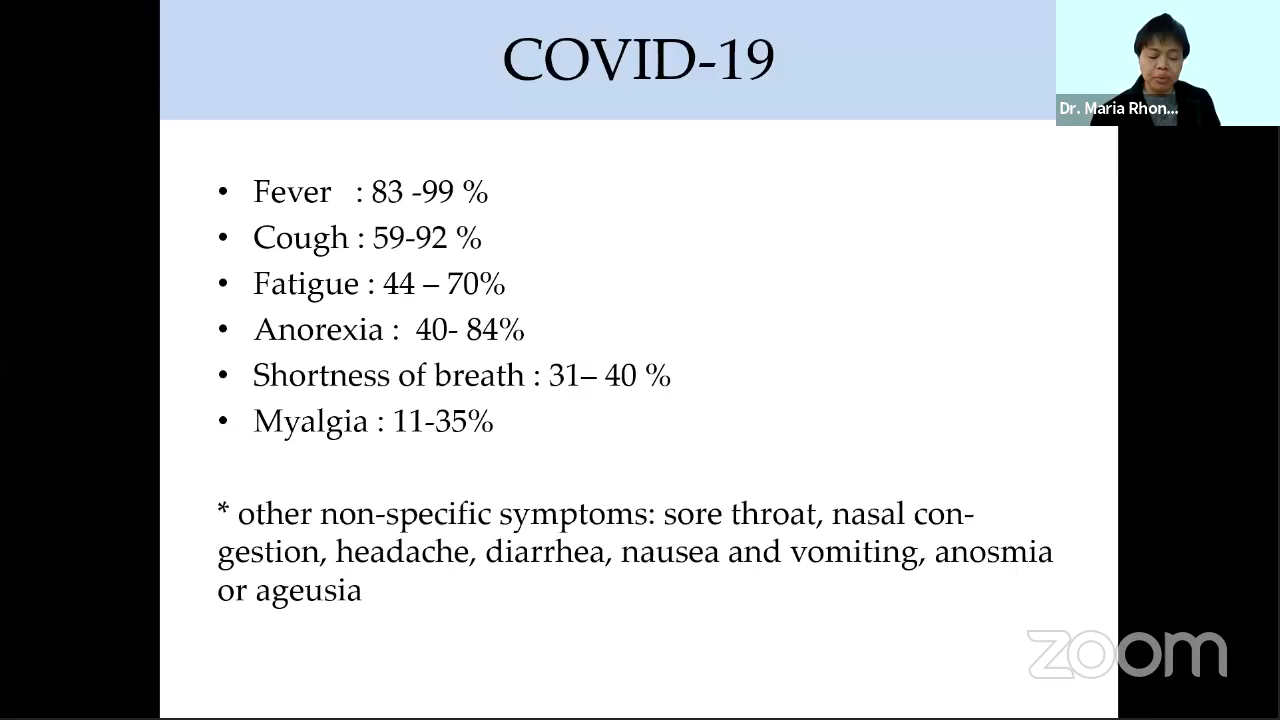 COVID-19
Dr. Maria Rhon...
• Fever : 83 -99 %
• Cough : 59-92 %
• Fatigue : 44 – 70%
• Anorexia : 40- 84%
• Shortness of breath : 31– 40 %
• Myalgia : 11-35%
* other non-specific symptoms: sore throat, nasal con-
gestion, headache, diarrhea, nausea and vomiting, anosmia
or ageusia
zoom